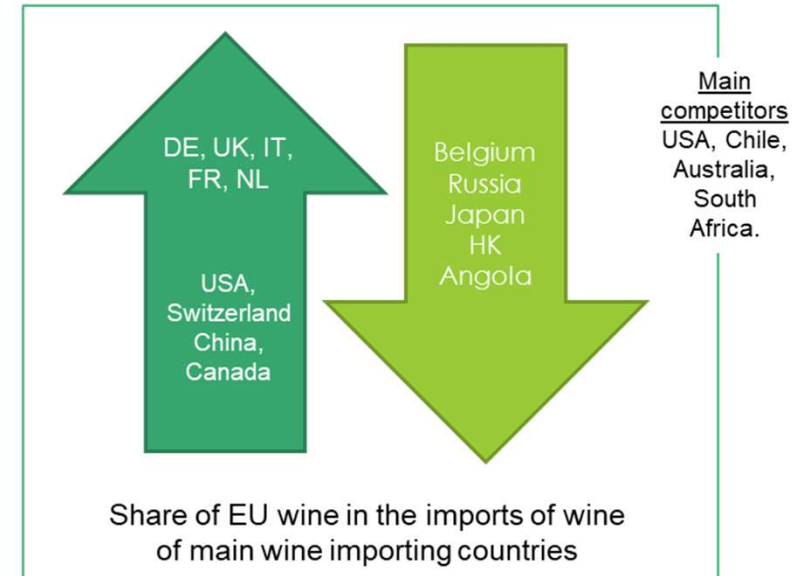 DE, UK, IT,
FR, NL
USA,
Switzerland
China,
Canada
Belgium
Russia
Japan
HK
Angola
Main
competitors
USA, Chile,
Australia,
South
Africa.
Share of EU wine in the imports of wine
of main wine importing countries